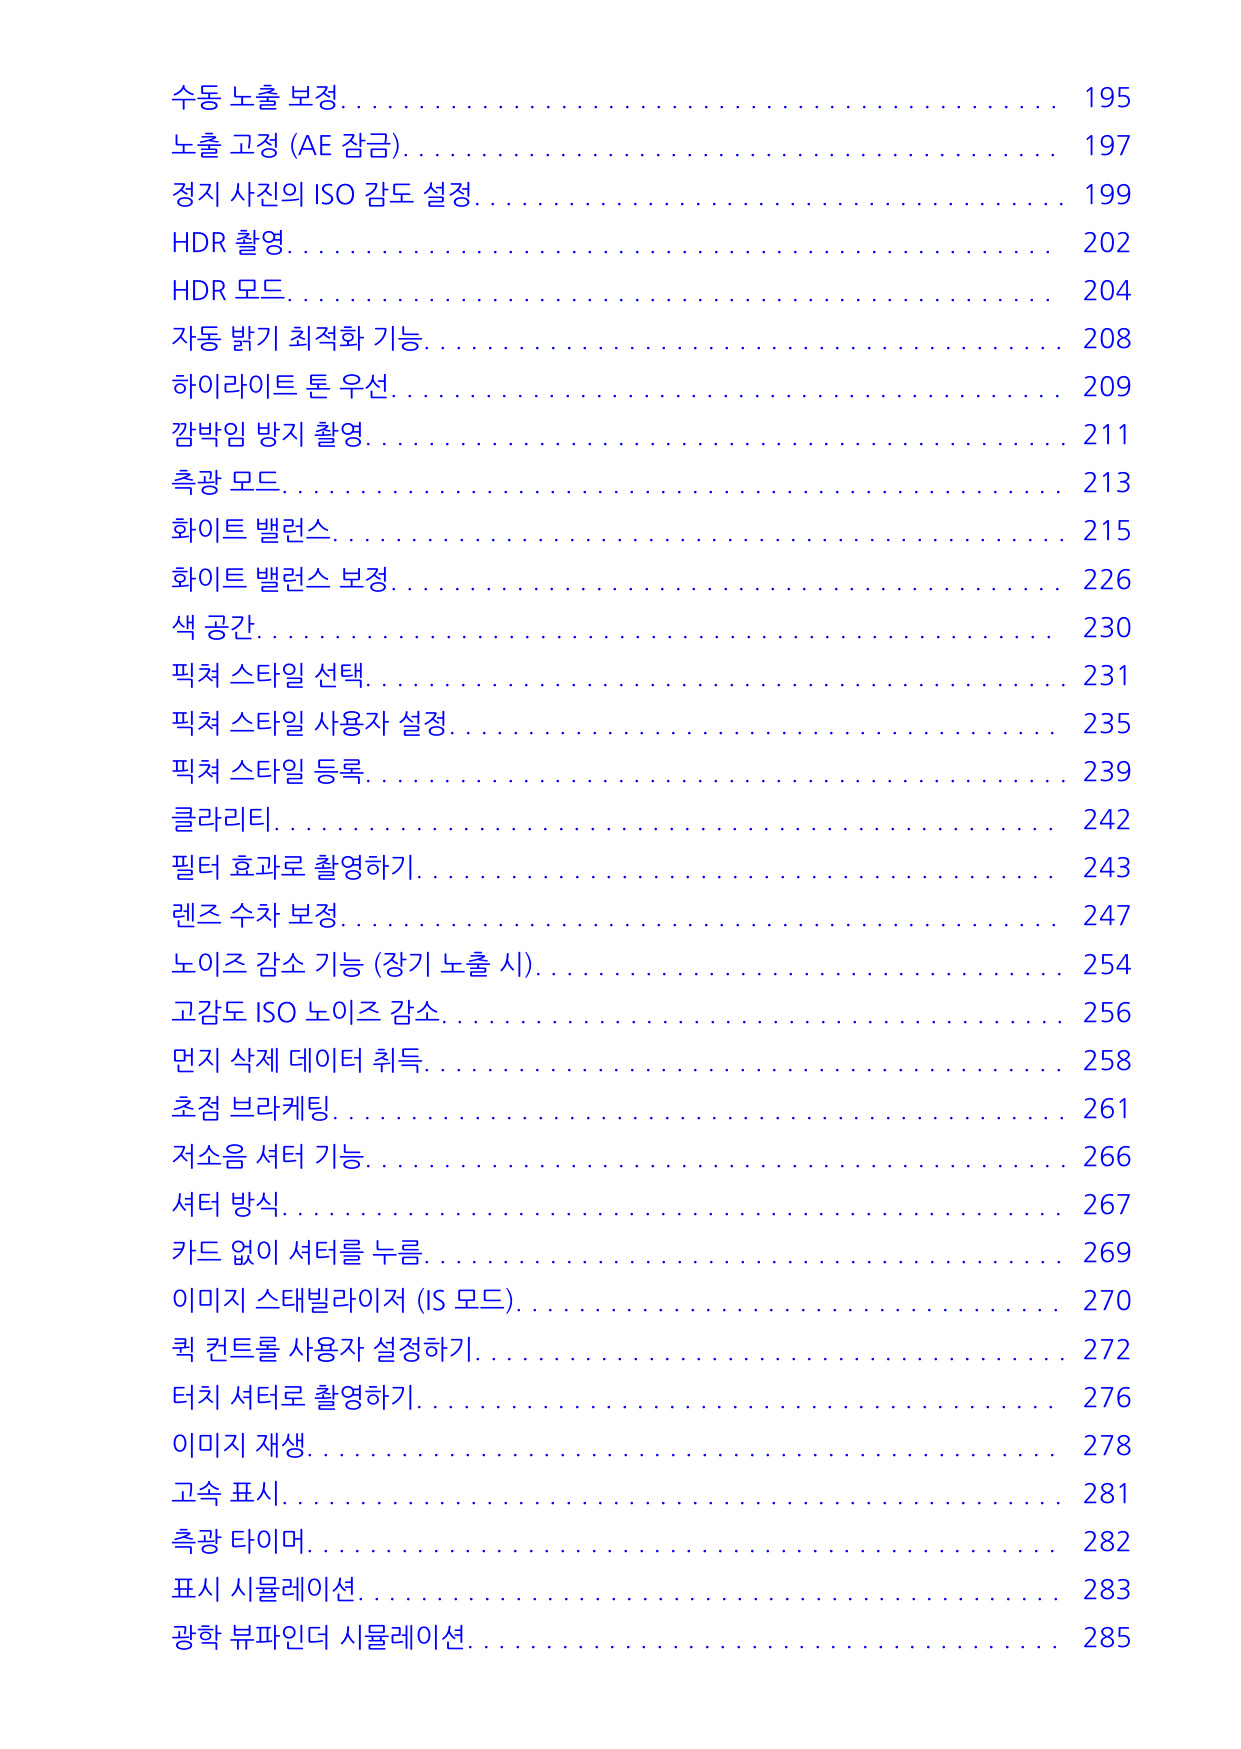 수동 노출 보정. . . . . . . . . . . . . . . . . . . . . . . . . . . . . . . . . . . . . . . . . . . . . . 195
노출 고정 (AE 잠금). . . . . . . . . . . . . . . . . . . . . . . . . . . . . . . . . . . . . . . . . . 197
정지 사진의 ISO 감도 설정. . . . . . . . . . . . . . . . . . . . . . . . . . . . . . . . . . . . . . 199
HDR 촬영. . . . . . . . . . . . . . . . . . . . . . . . . . . . . . . . . . . . . . . . . . . . . . . . . 202
HDR 모드. . . . . . . . . . . . . . . . . . . . . . . . . . . . . . . . . . . . . . . . . . . . . . . . . 204
자동 밝기 최적화 기능. . . . . . . . . . . . . . . . . . . . . . . . . . . . . . . . . . . . . . . . . 208
하이라이트 톤 우선. . . . . . . . . . . . . . . . . . . . . . . . . . . . . . . . . . . . . . . . . . . 209
깜박임 방지 촬영. . . . . . . . . . . . . . . . . . . . . . . . . . . . . . . . . . . . . . . . . . . . . 211
측광 모드. . . . . . . . . . . . . . . . . . . . . . . . . . . . . . . . . . . . . . . . . . . . . . . . . . 213
화이트 밸런스. . . . . . . . . . . . . . . . . . . . . . . . . . . . . . . . . . . . . . . . . . . . . . . 215
화이트 밸런스 보정. . . . . . . . . . . . . . . . . . . . . . . . . . . . . . . . . . . . . . . . . . . 226
색 공간. . . . . . . . . . . . . . . . . . . . . . . . . . . . . . . . . . . . . . . . . . . . . . . . . . . 230
픽쳐 스타일 선택. . . . . . . . . . . . . . . . . . . . . . . . . . . . . . . . . . . . . . . . . . . . . 231
픽쳐 스타일 사용자 설정. . . . . . . . . . . . . . . . . . . . . . . . . . . . . . . . . . . . . . . 235
픽쳐 스타일 등록. . . . . . . . . . . . . . . . . . . . . . . . . . . . . . . . . . . . . . . . . . . . . 239
클라리티. . . . . . . . . . . . . . . . . . . . . . . . . . . . . . . . . . . . . . . . . . . . . . . . . . 242
필터 효과로 촬영하기. . . . . . . . . . . . . . . . . . . . . . . . . . . . . . . . . . . . . . . . . 243
렌즈 수차 보정. . . . . . . . . . . . . . . . . . . . . . . . . . . . . . . . . . . . . . . . . . . . . . 247
노이즈 감소 기능 (장기 노출 시). . . . . . . . . . . . . . . . . . . . . . . . . . . . . . . . . . 254
고감도 ISO 노이즈 감소. . . . . . . . . . . . . . . . . . . . . . . . . . . . . . . . . . . . . . . . 256
먼지 삭제 데이터 취득. . . . . . . . . . . . . . . . . . . . . . . . . . . . . . . . . . . . . . . . . 258
초점 브라케팅. . . . . . . . . . . . . . . . . . . . . . . . . . . . . . . . . . . . . . . . . . . . . . . 261
저소음 셔터 기능. . . . . . . . . . . . . . . . . . . . . . . . . . . . . . . . . . . . . . . . . . . . . 266
셔터 방식. . . . . . . . . . . . . . . . . . . . . . . . . . . . . . . . . . . . . . . . . . . . . . . . . . 267
카드 없이 셔터를 누름. . . . . . . . . . . . . . . . . . . . . . . . . . . . . . . . . . . . . . . . . 269
이미지 스태빌라이저 (IS 모드). . . . . . . . . . . . . . . . . . . . . . . . . . . . . . . . . . . 270
퀵 컨트롤 사용자 설정하기. . . . . . . . . . . . . . . . . . . . . . . . . . . . . . . . . . . . . . 272
터치 셔터로 촬영하기. . . . . . . . . . . . . . . . . . . . . . . . . . . . . . . . . . . . . . . . . 276
이미지 재생. . . . . . . . . . . . . . . . . . . . . . . . . . . . . . . . . . . . . . . . . . . . . . . . 278
고속 표시. . . . . . . . . . . . . . . . . . . . . . . . . . . . . . . . . . . . . . . . . . . . . . . . . . 281
측광 타이머. . . . . . . . . . . . . . . . . . . . . . . . . . . . . . . . . . . . . . . . . . . . . . . . 282
표시 시뮬레이션. . . . . . . . . . . . . . . . . . . . . . . . . . . . . . . . . . . . . . . . . . . . . 283
광학 뷰파인더 시뮬레이션. . . . . . . . . . . . . . . . . . . . . . . . . . . . . . . . . . . . . . 285